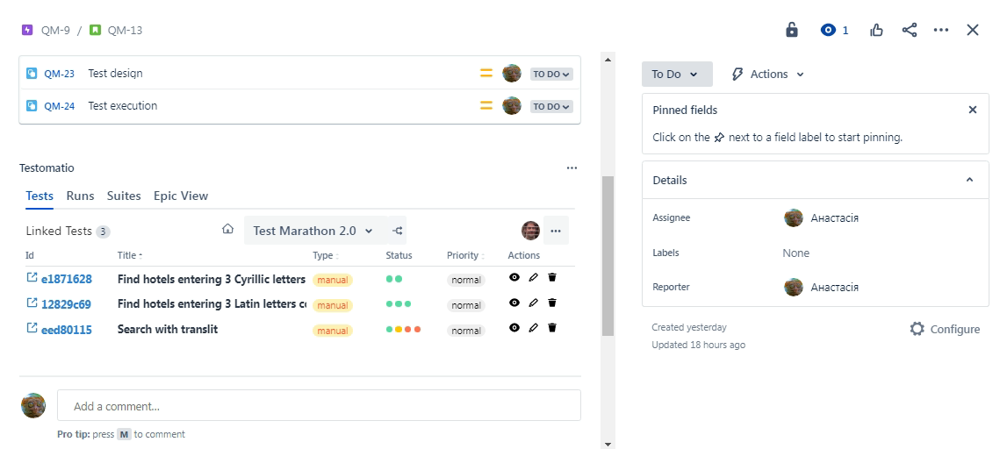 QM-9 / QM-13
1
QM-23 Test design TO DO
QM-24 Test execution TO DO
Testomatio
Tests Runs Suites Epic View
Linked Tests 3 Test Marathon 2.0
Id Title Type Status Priority Actions
e1871628 Find hotels entering 3 Cyrillic letters manual normal
12829c69 Find hotels entering 3 Latin letters manual normal
eed80115 Search with translit manual normal
Add a comment...
Pro tip: press M to comment
To Do Actions
Pinned fields
Click on the next to a field label to start pinning.
Details
Assignee Анастасія
Labels None
Reporter Анастасія
Created yesterday
Updated 18 hours ago
Configure